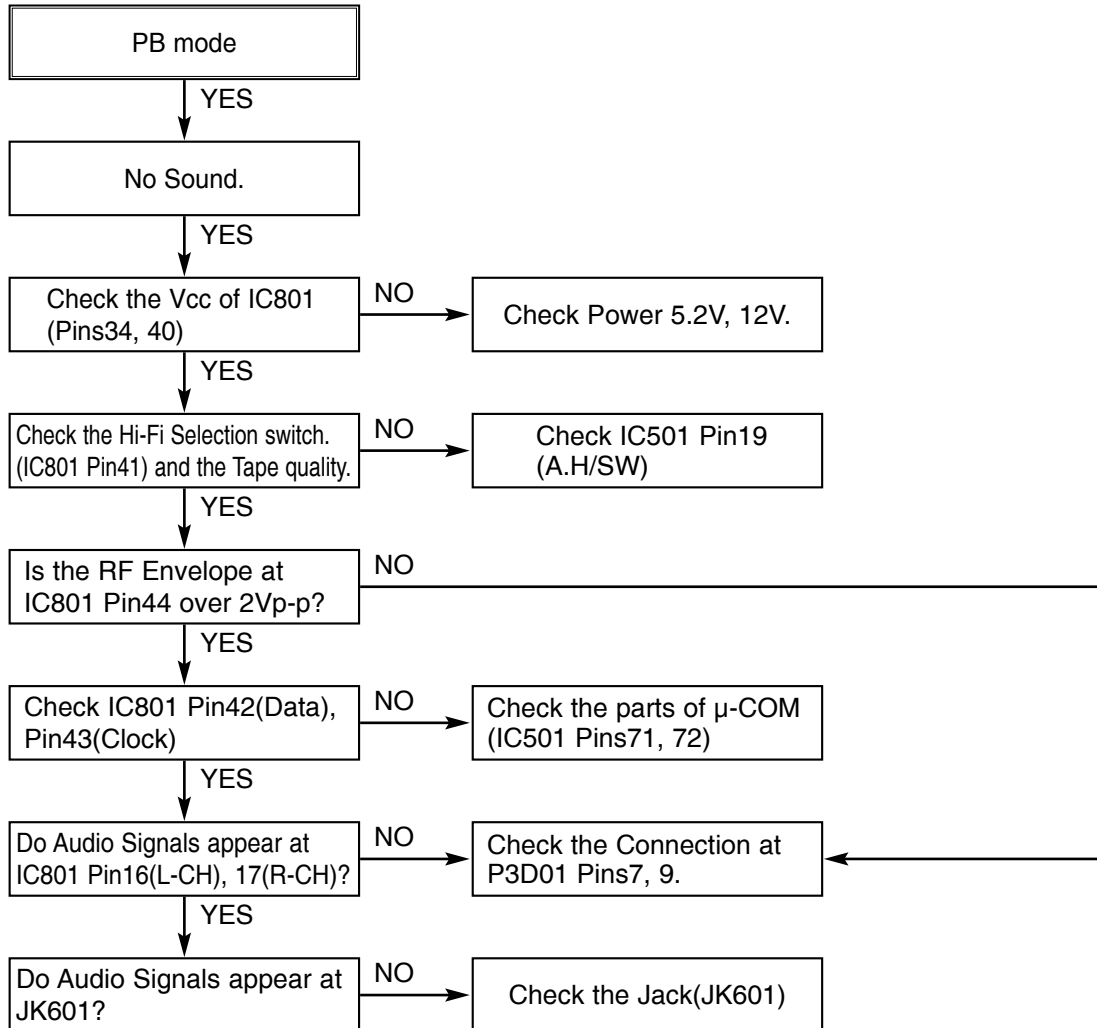 PB mode
YES
No Sound.
YES
Check the Vcc of IC801
(Pins34, 40)
NO
Check Power 5.2V, 12V.
YES
Check the Hi-Fi Selection switch.
(IC801 Pin41) and the Tape quality.
NO
Check IC501 Pin19
(A.H/SW)
YES
Is the RF Envelope at
IC801 Pin44 over 2Vp-p?
NO
YES
Check IC801 Pin42(Data),
Pin43(Clock)
NO
Check the parts of µ-COM
(IC501 Pins71, 72)
YES
Do Audio Signals appear at
IC801 Pin16(L-CH), 17(R-CH)?
NO
Check the Connection at
P3D01 Pins7, 9.
YES
Do Audio Signals appear at
JK601?
NO
Check the Jack(JK601)